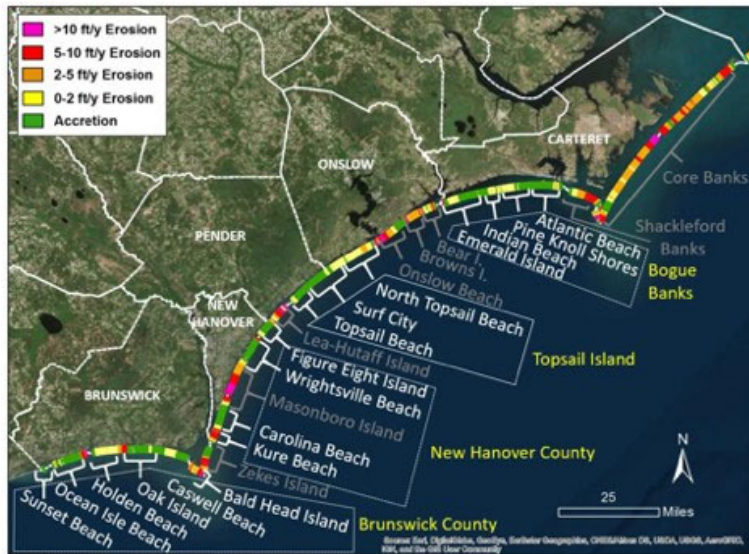 >10 ft/y Erosion
5-10 ft/y Erosion
2-5 ft/y Erosion
0-2 ft/y Erosion
Accretion
CARTERET
ONSLOW
PENDER
NEW
HANOVER
BRUNSWICK
Core Banks
Shackleford
Banks
Atlantic Beach
Pine Knoll Shores
Indian Beach
Emerald Island
Bogue
Banks
Bear I.
Browns I.
Onslow Beach
North Topsail Beach
Surf City
Topsail Beach
Topsail Island
Lea-Hutaff Island
Figure Eight Island
Wrightsville Beach
Masonboro Island
Carolina Beach
Kure Beach
New Hanover County
Zekes Island
Bald Head Island
Caswell Beach
Oak Island
Holden Beach
Ocean Isle Beach
Sunset Beach
Brunswick County
N
25
Miles